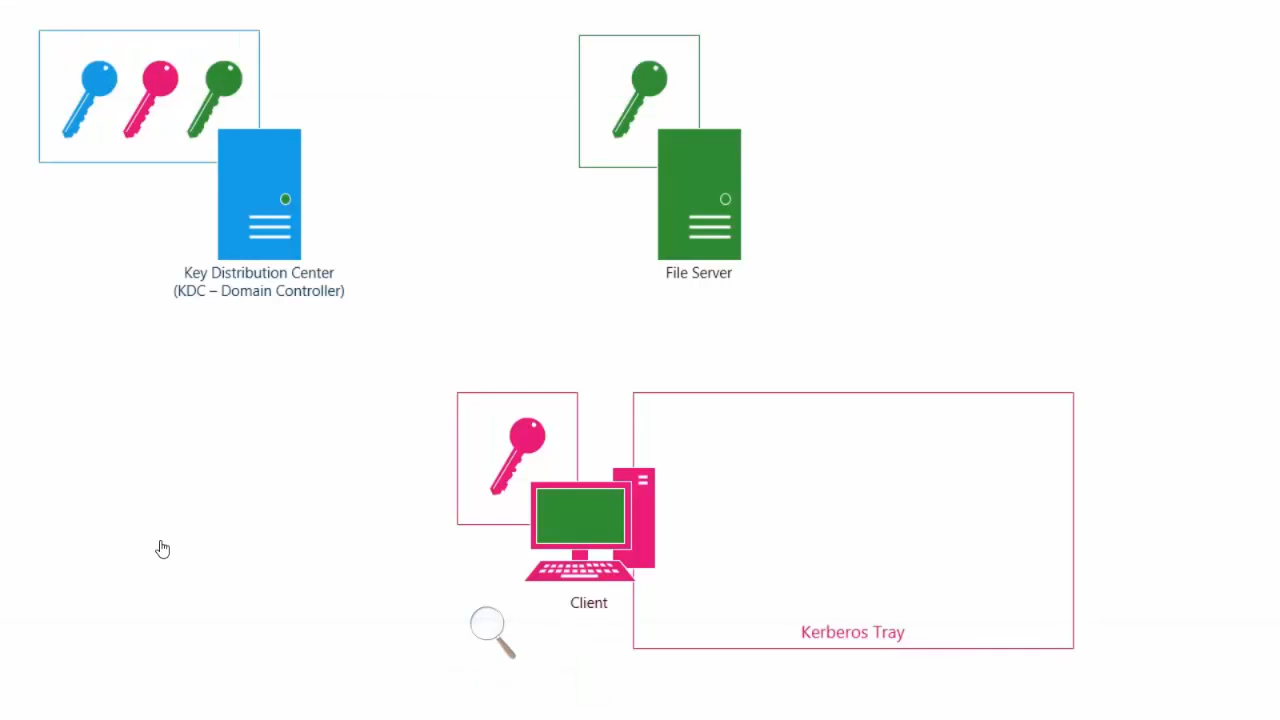 Key Distribution Center
(KDC – Domain Controller)
File Server
Client
Kerberos Tray